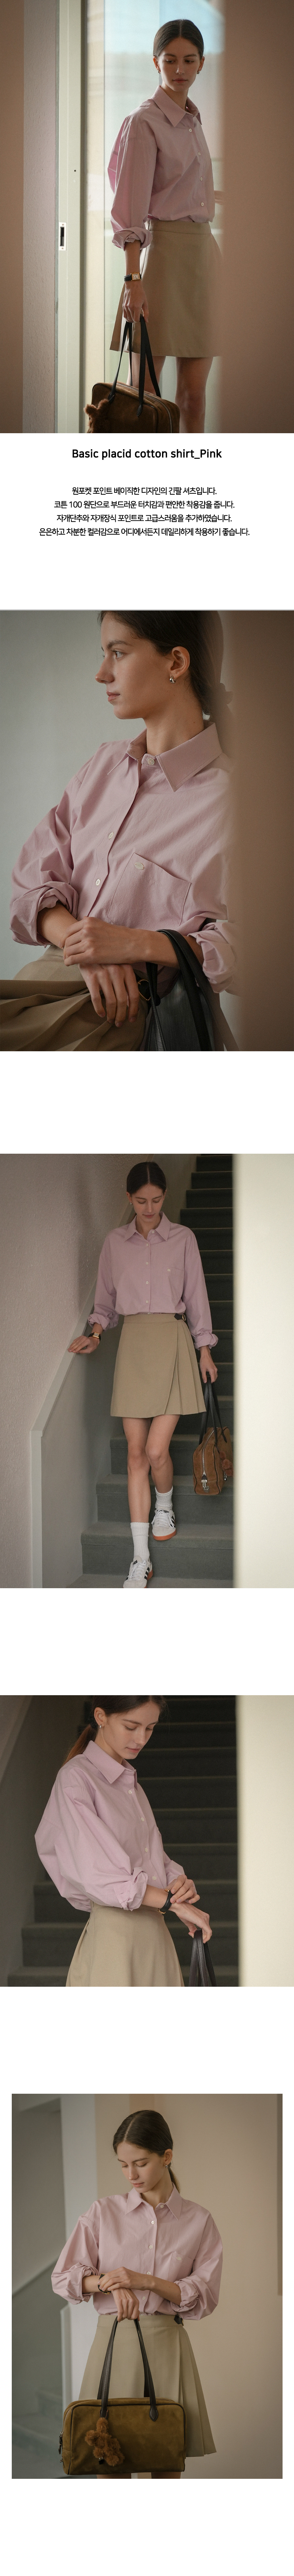 Basic placid cotton shirt_Pink
원포켓 포인트 베이직한 디자인의 긴팔 셔츠입니다.
코튼 100 원단으로 부드러운 터치감과 편안한 착용감을 줍니다.
자개단추와 자개장식 포인트로 고급스러움을 추가하였습니다.
은은하고 차분한 컬러감으로 어디에서든지 데일리하게 착용하기 좋습니다.